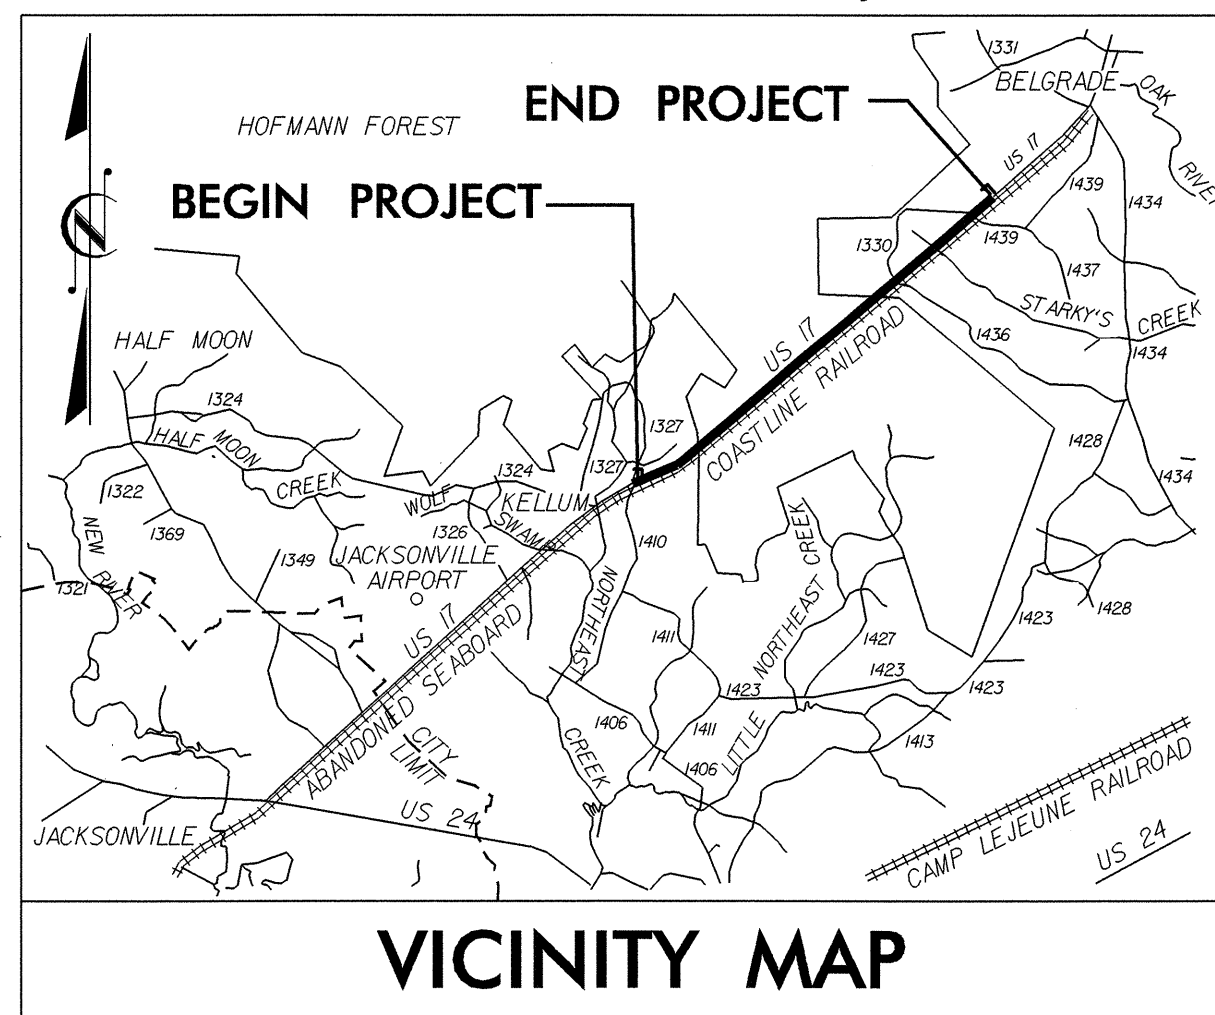 1331
BELGRADE
OAK
RIVER
END PROJECT
HOFMANN FOREST
US 17
BEGIN PROJECT
1439
1434
N
1330
1439
1437
STARKY'S
CREEK
HALF MOON
US 17
COASTLINE RAILROAD
1436
1434
1324
1327
HALF MOON
CREEK
1324
1327
1428
1434
1322
WOLF
KELLUM
SWAMP
NEW
RIVER
1369
1326
1410
1349
JACKSONVILLE
AIRPORT
NORTHEAST
CREEK
1321
US 17
ABANDONED SEABOARD
NORTHEAST
CREEK
1428
1423
1411
1427
1423
1423
1423
LITTLE
1406
1411
1413
1406
CITY
LIMIT
US 24
JACKSONVILLE
CAMP LEJEUNE RAILROAD
US 24
VICINITY MAP